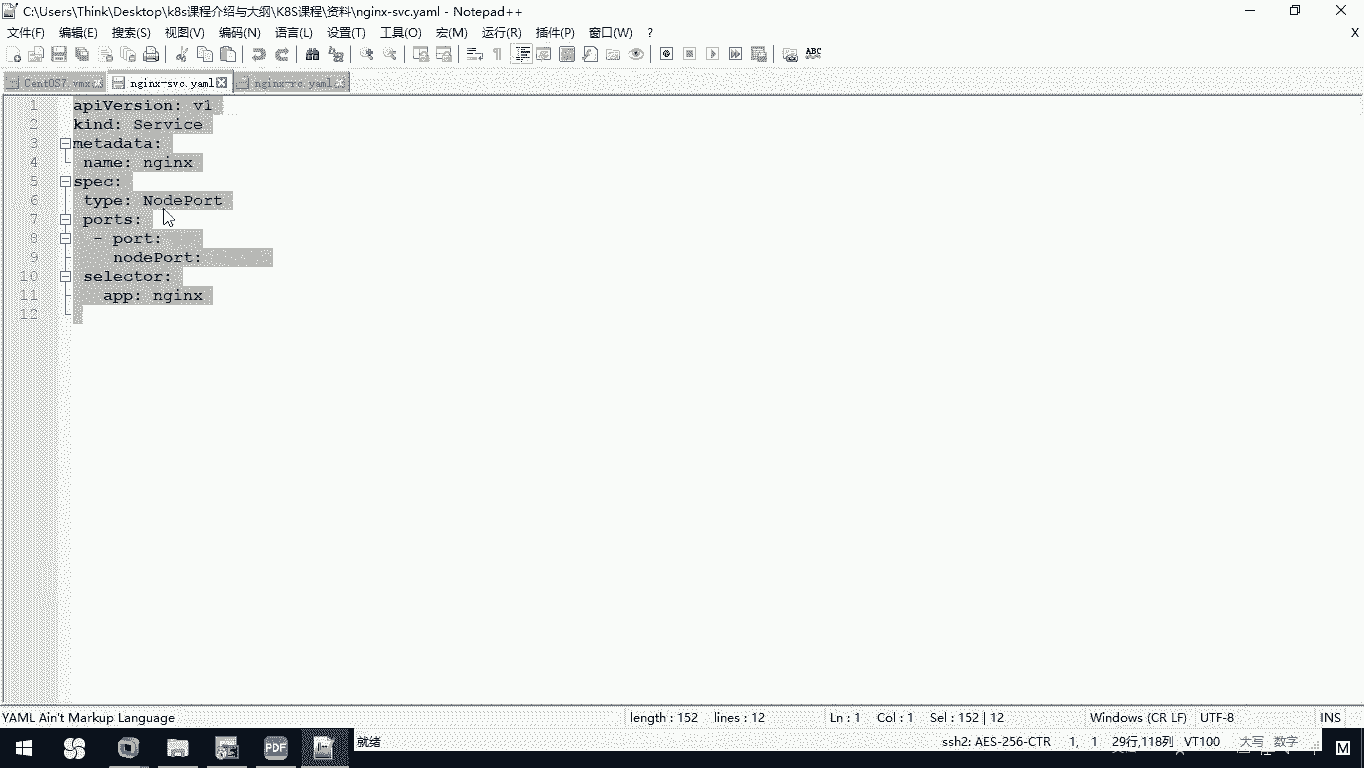 C:\Users\Think\Desktop\k8s课程介绍与大纲\K8S课程\资料\nginx-svc.yaml - Notepad++
文件(F) 编辑(E) 搜索(S) 视图(V) 编码(N) 语言(L) 设置(T) 工具(O) 宏(M) 运行(R) 插件(P) 窗口(W) ? X
ABC
CentOS7.vmx nginx-svc.yaml nginx-rc.yaml
1 apiVersion: v1
2 kind: Service
3 metadata:
4 name: nginx
5 spec:
6 type: NodePort
7 ports:
8 - port:
9 nodePort:
10 selector:
11 app: nginx
12
YAML Ain't Markup Language length : 152 lines : 12 Ln : 1 Col : 1 Sel : 152 | 12 Windows (CR LF) UTF-8 INS
PDF 就绪 ssh2: AES-256-CTR 1, 1 29行,118列 VT100 大写 数字 M